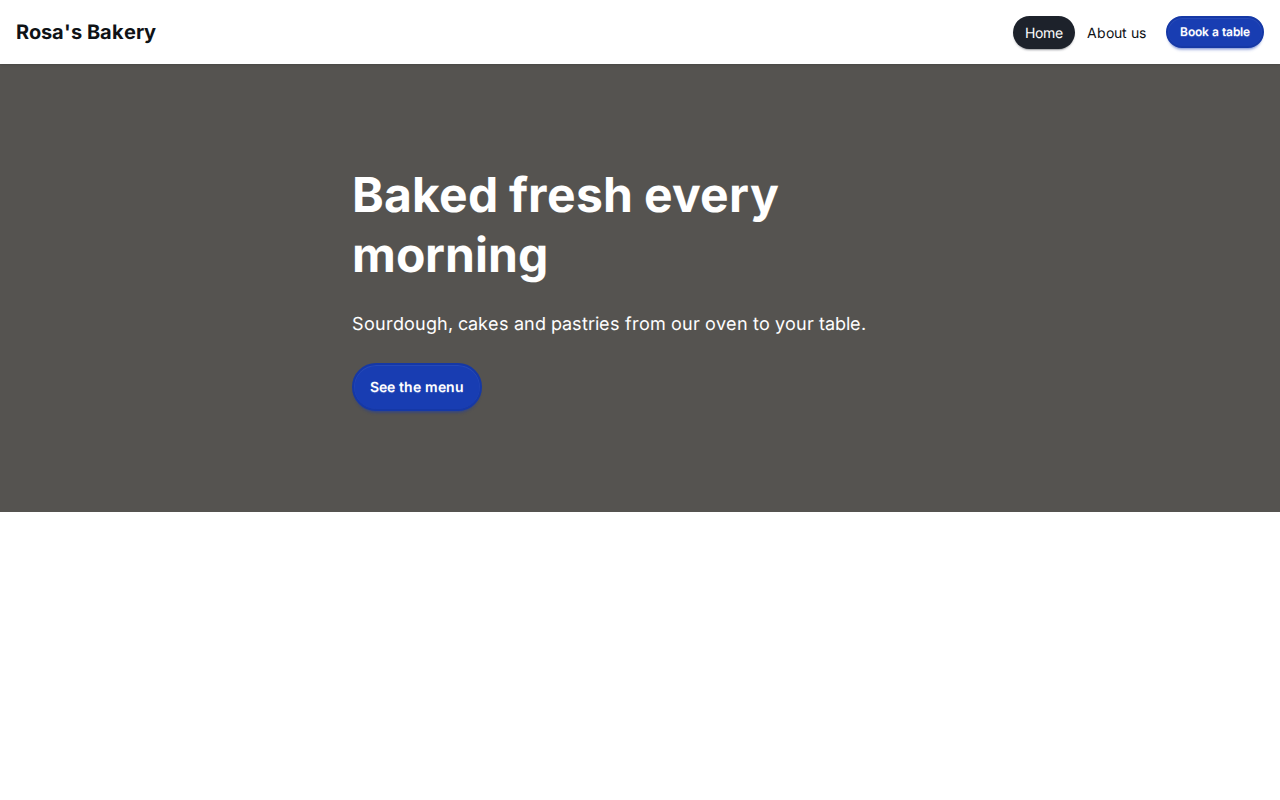 Rosa's Bakery
Home
About us
Book a table
Baked fresh every
morning
Sourdough, cakes and pastries from our oven to your table.
See the menu